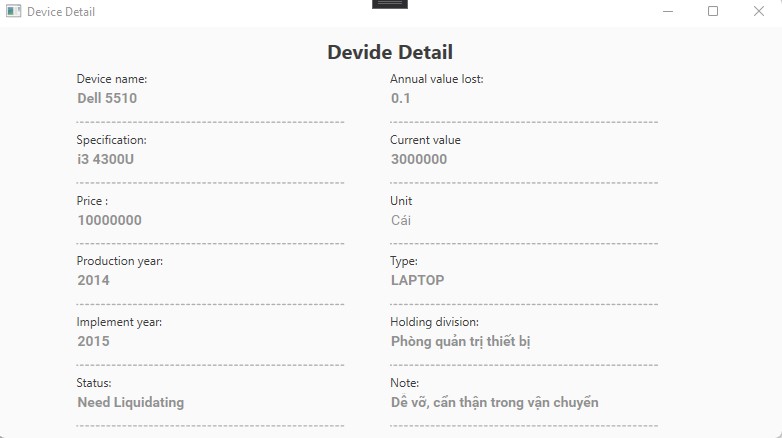 Device Detail
Devide Detail
Device name:
Dell 5510
Specification:
i3 4300U
Price :
10000000
Production year:
2014
Implement year:
2015
Status:
Need Liquidating
Annual value lost:
0.1
Current value
3000000
Unit
Cái
Type:
LAPTOP
Holding division:
Phòng quản trị thiết bị
Note:
Dễ vỡ, cẩn thận trong vận chuyển